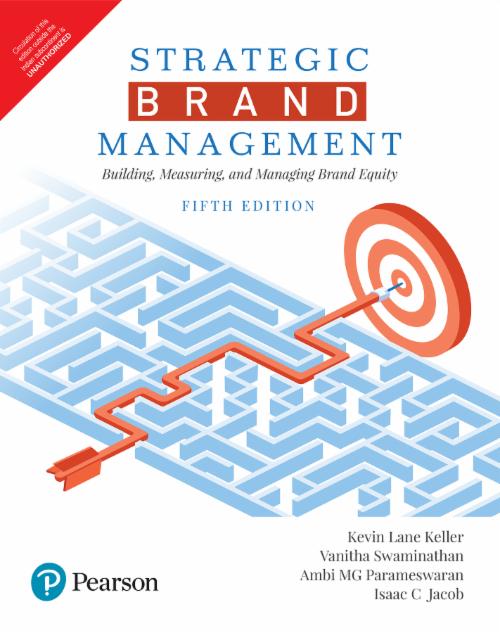 Circulation of this
edition outside the
Indian subcontinent is
UNAUTHORIZED
STRATEGIC
BRAND
MANAGEMENT
Building, Measuring, and Managing Brand Equity
FIFTH EDITION
Kevin Lane Keller
Vanitha Swaminathan
Ambi MG Parameswaran
Isaac C Jacob
P Pearson